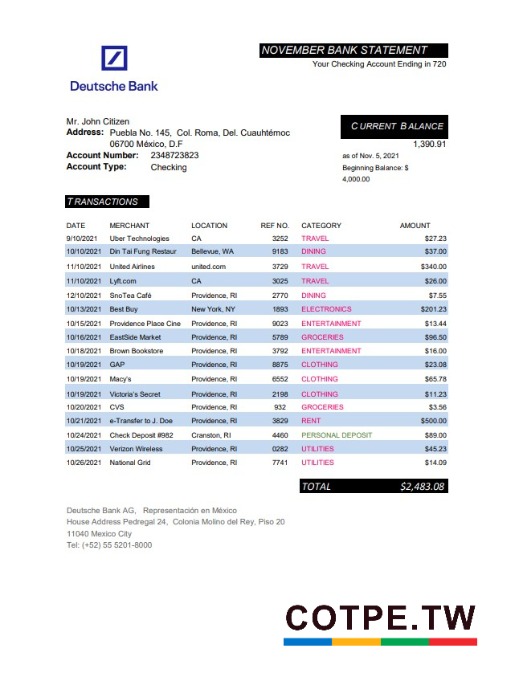 NOVEMBER BANK STATEMENT
Your Checking Account Ending in 720
Deutsche Bank
Mr. John Citizen
Address: Puebla No. 145, Col. Roma, Del. Cuauhtémoc
06700 México, D.F
Account Number: 2348723823
Account Type: Checking
CURRENT BALANCE
1,390.91
as of Nov. 5, 2021
Beginning Balance: $
4,000.00
TRANSACTIONS
DATE MERCHANT LOCATION REF NO. CATEGORY AMOUNT
9/10/2021 Uber Technologies CA 3252 TRAVEL $27.23
10/10/2021 Din Tai Fung Restaur Bellevue, WA 9183 DINING $37.00
11/10/2021 United Airlines united.com 3729 TRAVEL $340.00
11/10/2021 Lyft.com CA 3025 TRAVEL $26.00
12/10/2021 SnoTea Café Providence, RI 2770 DINING $7.55
10/13/2021 Best Buy New York, NY 1893 ELECTRONICS $201.23
10/15/2021 Providence Place Cine Providence, RI 9023 ENTERTAINMENT $13.44
10/16/2021 EastSide Market Providence, RI 5789 GROCERIES $96.50
10/18/2021 Brown Bookstore Providence, RI 3792 ENTERTAINMENT $16.00
10/19/2021 GAP Providence, RI 8875 CLOTHING $23.08
10/19/2021 Macy's Providence, RI 6552 CLOTHING $65.78
10/19/2021 Victoria's Secret Providence, RI 2198 CLOTHING $11.23
10/20/2021 CVS Providence, RI 932 GROCERIES $3.56
10/21/2021 e-Transfer to J. Doe Providence, RI 3829 RENT $500.00
10/24/2021 Check Deposit #982 Cranston, RI 4460 PERSONAL DEPOSIT $89.00
10/25/2021 Verizon Wireless Providence, RI 0282 UTILITIES $45.23
10/26/2021 National Grid Providence, RI 7741 UTILITIES $14.09
TOTAL $2,483.08
Deutsche Bank AG, Representación en México
House Address Pedregal 24, Colonia Molino del Rey, Piso 20
11040 Mexico City
Tel: (+52) 55 5201-8000
COTPE.TW